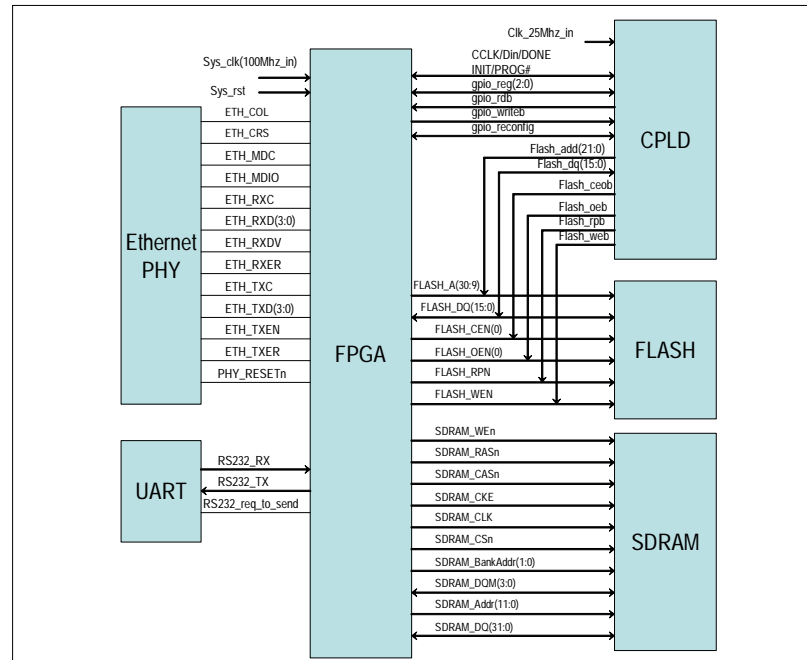 Clk_25Mhz_in
Sys_clk(100Mhz_in)
CCLK/Din/DONE
INIT/PROG#
Sys_rst
gpio_reg(2:0)
gpio_rdb
gpio_writeb
gpio_reconfig
CPLD
ETH_COL
ETH_CRS
ETH_MDC
ETH_MDIO
ETH_RXC
ETH_RXD(3:0)
ETH_RXDV
ETH_RXER
ETH_TXC
ETH_TXD(3:0)
ETH_TXEN
ETH_TXER
PHY_RESETn
Ethernet
PHY
Flash_add(21:0)
Flash_dq(15:0)
Flash_ceob
Flash_oeb
Flash_rpb
Flash_web
FPGA
FLASH_A(30:9)
FLASH_DQ(15:0)
FLASH_CEN(0)
FLASH_OEN(0)
FLASH_RPN
FLASH_WEN
FLASH
UART
RS232_RX
RS232_TX
RS232_req_to_send
SDRAM_WEn
SDRAM_RASn
SDRAM_CASn
SDRAM_CKE
SDRAM_CLK
SDRAM_CSn
SDRAM_BankAddr(1:0)
SDRAM_DQM(3:0)
SDRAM_Addr(11:0)
SDRAM_DQ(31:0)
SDRAM